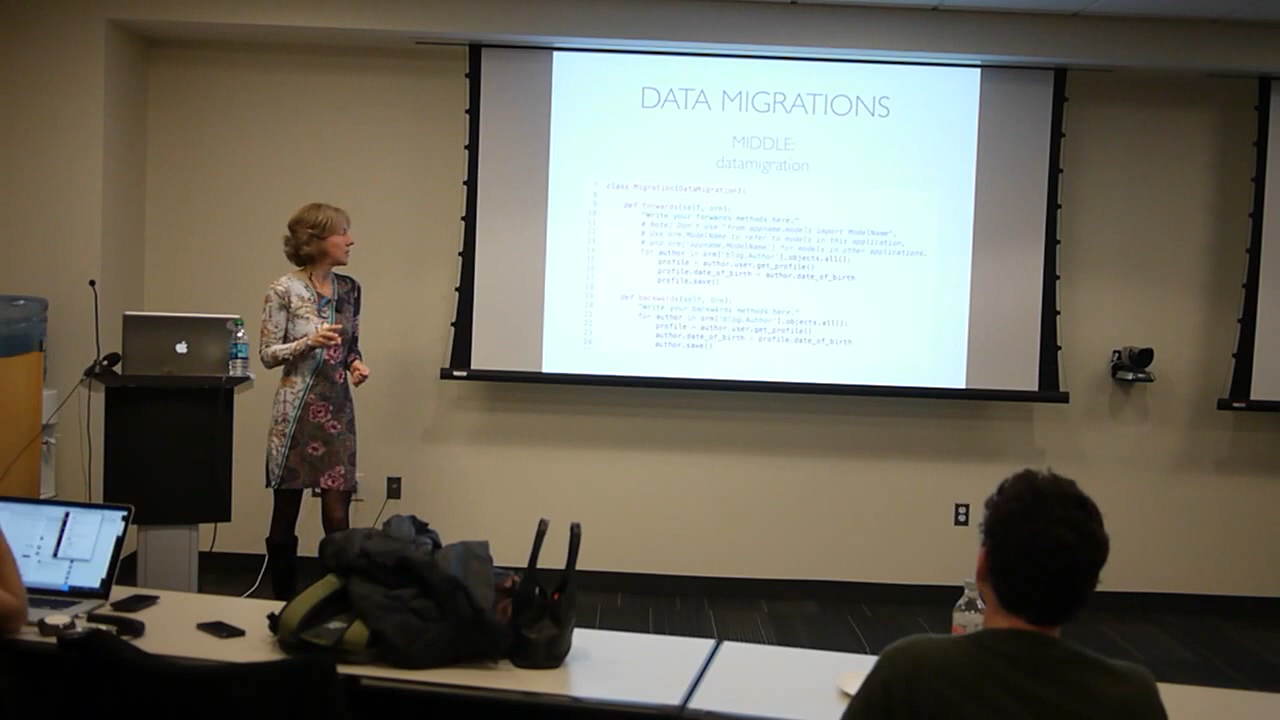 DATA MIGRATIONS
MIDDLE:
datamigration
class Migration(DataMigration):
def forwards(self, orm):
"Write your forwards methods here."
# Note: Don't use "from appname.models import ModelName".
# use orm.ModelName to refer to models in this application,
# and orm['appname.ModelName'] for models in other applications.
for author in orm['blog.Author'].objects.all():
profile = author.user.get_profile()
profile.date_of_birth = author.date_of_birth
profile.save()
def backwards(self, orm):
"Write your backwards methods here."
for author in orm['blog.Author'].objects.all():
profile = author.user.get_profile()
author.date_of_birth = profile.date_of_birth
author.save()